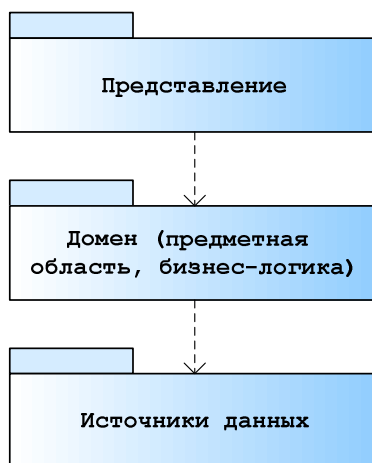 Представление
Домен (предметная
область, бизнес-логика)
Источники данных